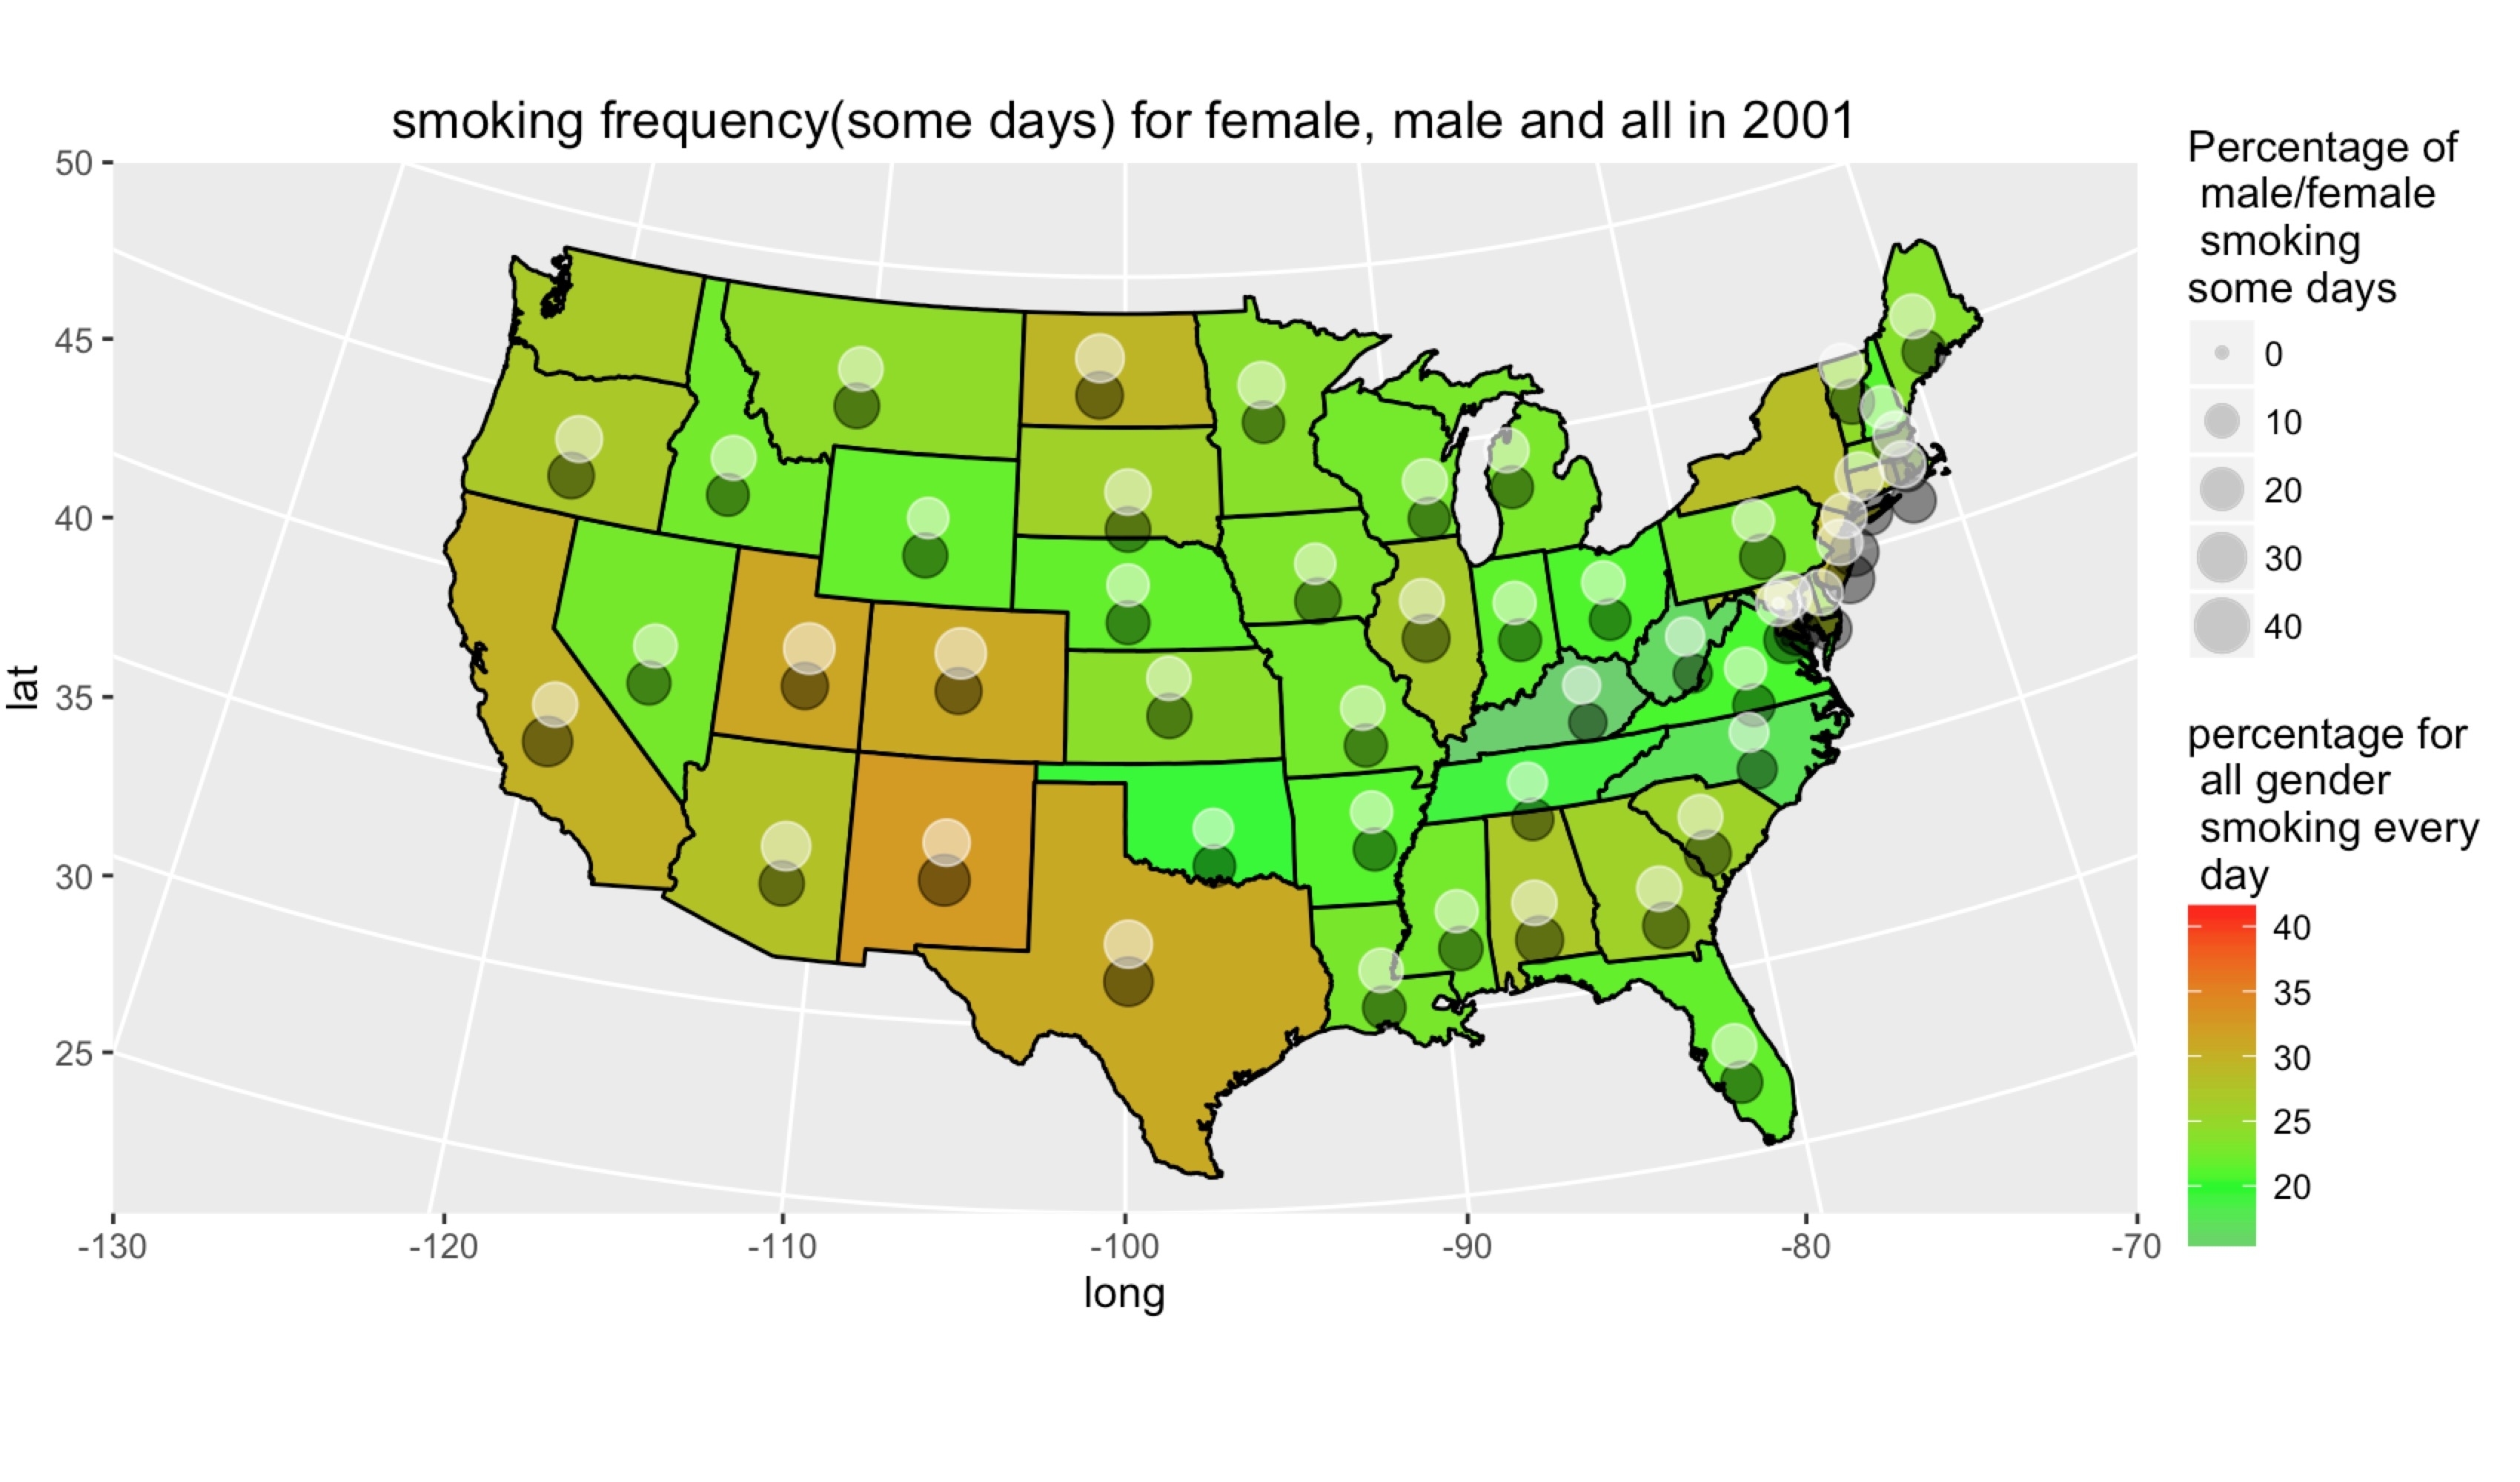 smoking frequency(some days) for female, male and all in 2001
50
45
40
35
30
25
lat
-130
-120
-110
-100
-90
-80
-70
long
Percentage of
male/female
smoking
some days
0
10
20
30
40
percentage for
all gender
smoking every
day
40
35
30
25
20